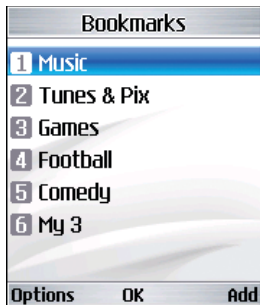 Bookmarks
1 Music
2 Tunes & Pix
3 Games
4 Football
5 Comedy
6 My 3
Options OK Add